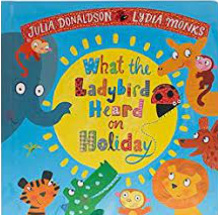 JULIA DONALDSON • LYDIA MONKS
What the
Ladybird
Heard on
Holiday